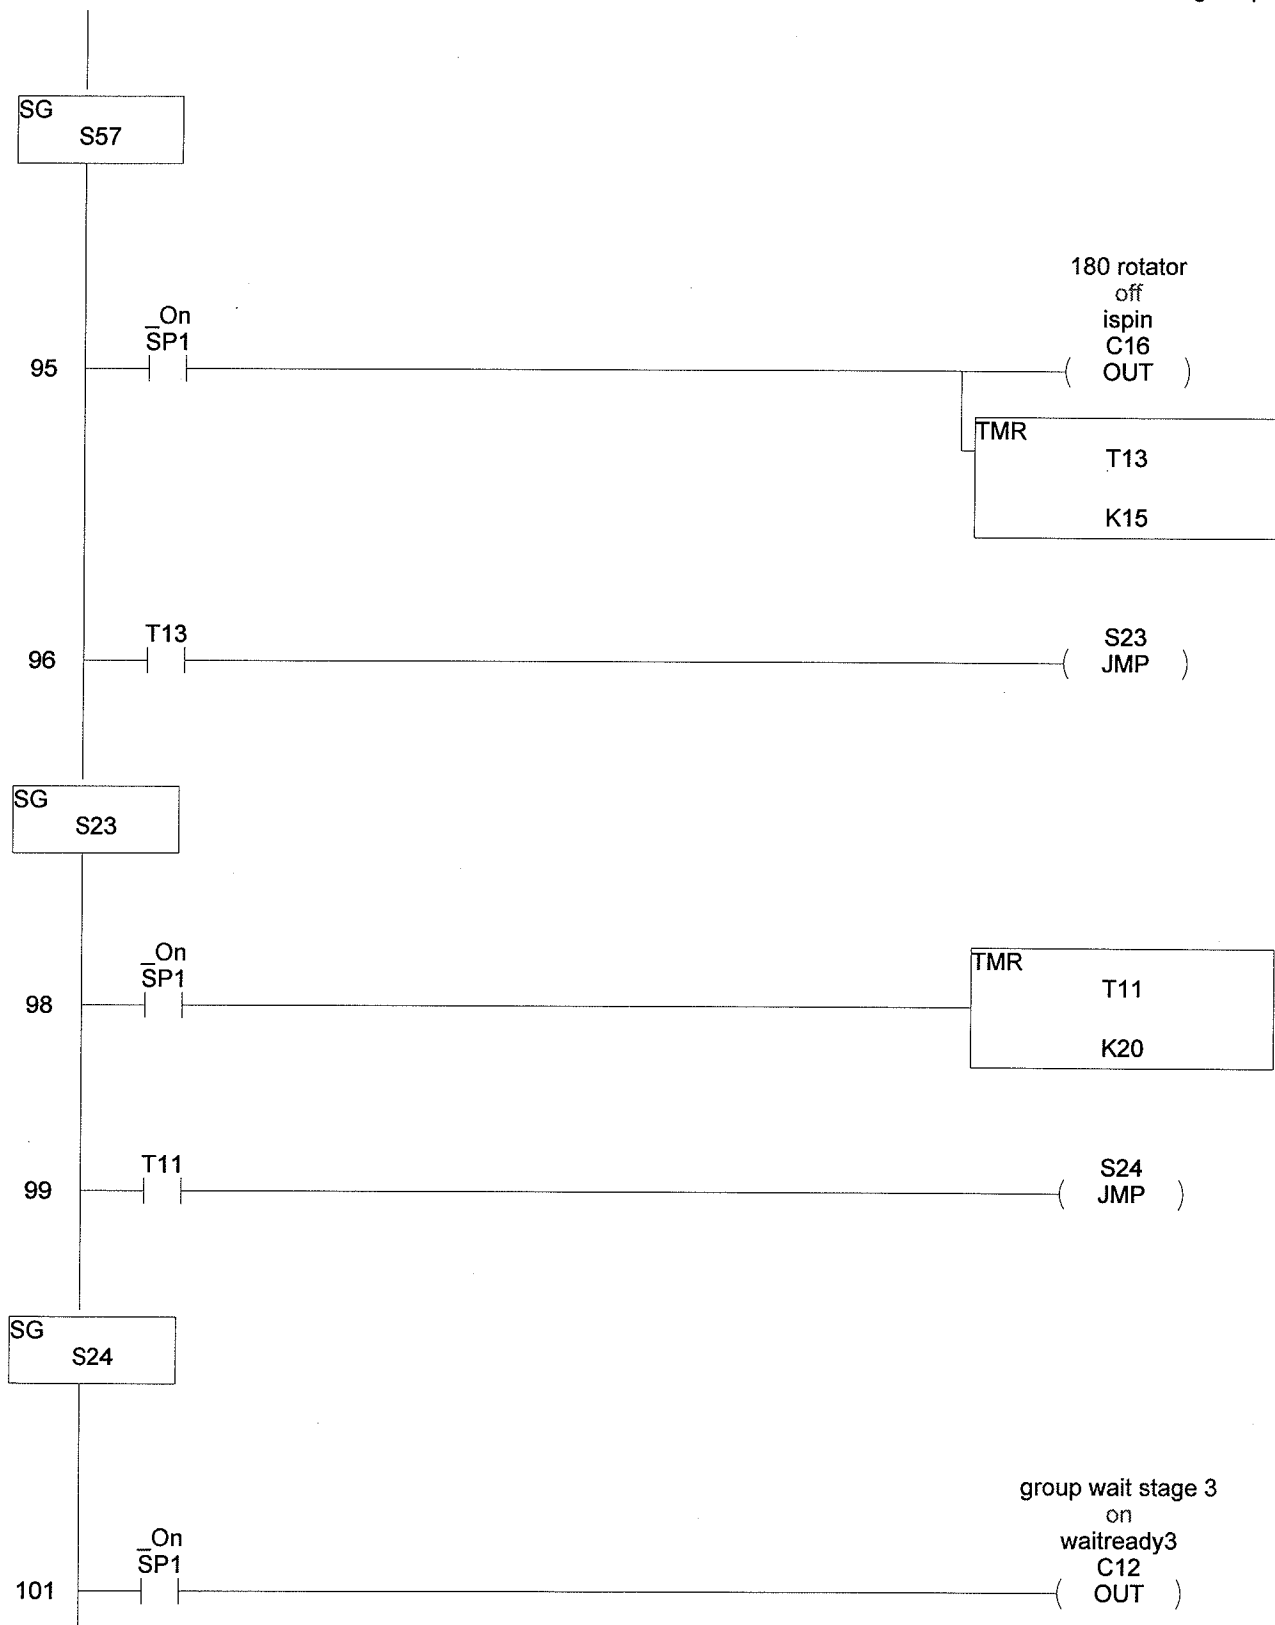 SG
S57
180 rotator
off
ispin
C16
OUT
_On
SP1
95
TMR
T13
K15
T13
96
S23
JMP
SG
S23
_On
SP1
98
TMR
T11
K20
T11
99
S24
JMP
SG
S24
group wait stage 3
on
waitready3
C12
OUT
_On
SP1
101